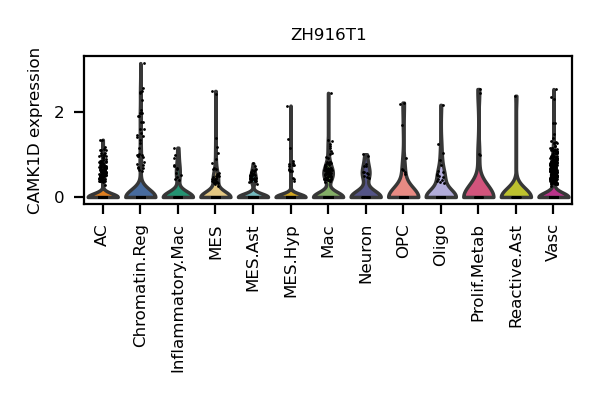 ZH916T1
CAMK1D expression
2
0
AC
Chromatin.Reg
Inflammatory.Mac
MES
MES.Ast
MES.Hyp
Mac
Neuron
OPC
Oligo
Prolif.Metab
Reactive.Ast
Vasc